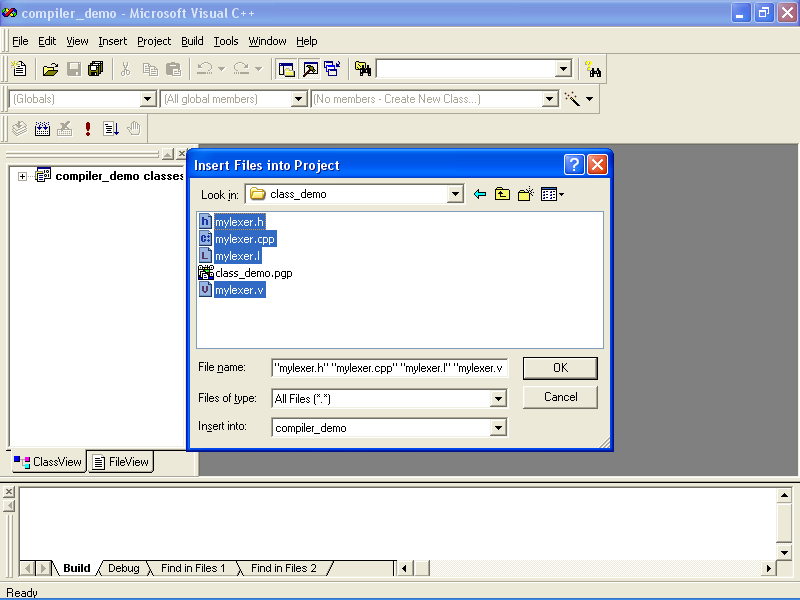 compiler_demo - Microsoft Visual C++
File Edit View Insert Project Build Tools Window Help
(Globals) (All global members) (No members - Create New Class...)
compiler_demo classes
Insert Files into Project
Look in: class_demo
mylexer.h
mylexer.cpp
mylexer.l
class_demo.pgp
mylexer.v
File name: "mylexer.h" "mylexer.cpp" "mylexer.l" "mylexer.v
OK
Files of type: All Files (*.*)
Cancel
Insert into: compiler_demo
ClassView FileView
Build Debug Find in Files 1 Find in Files 2
Ready